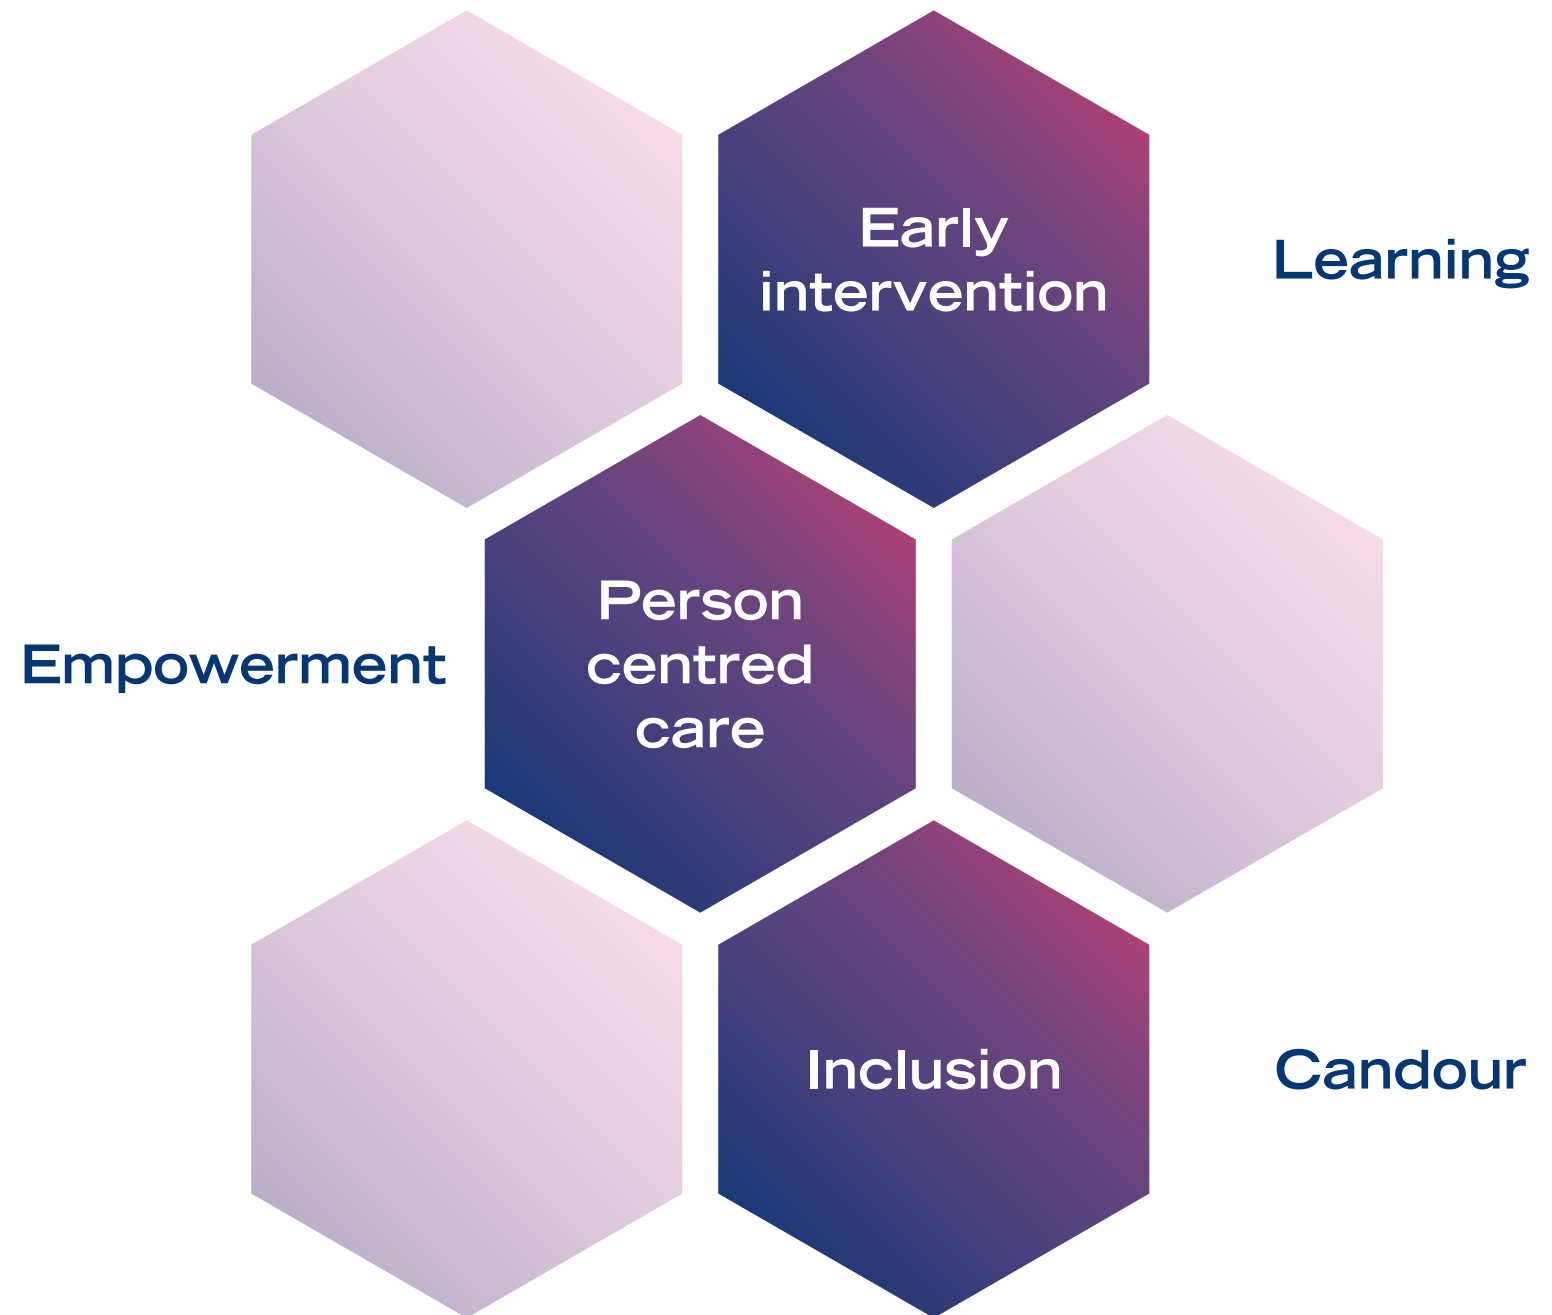 Early
intervention
Learning
Empowerment
Person
centred
care
Inclusion
Candour